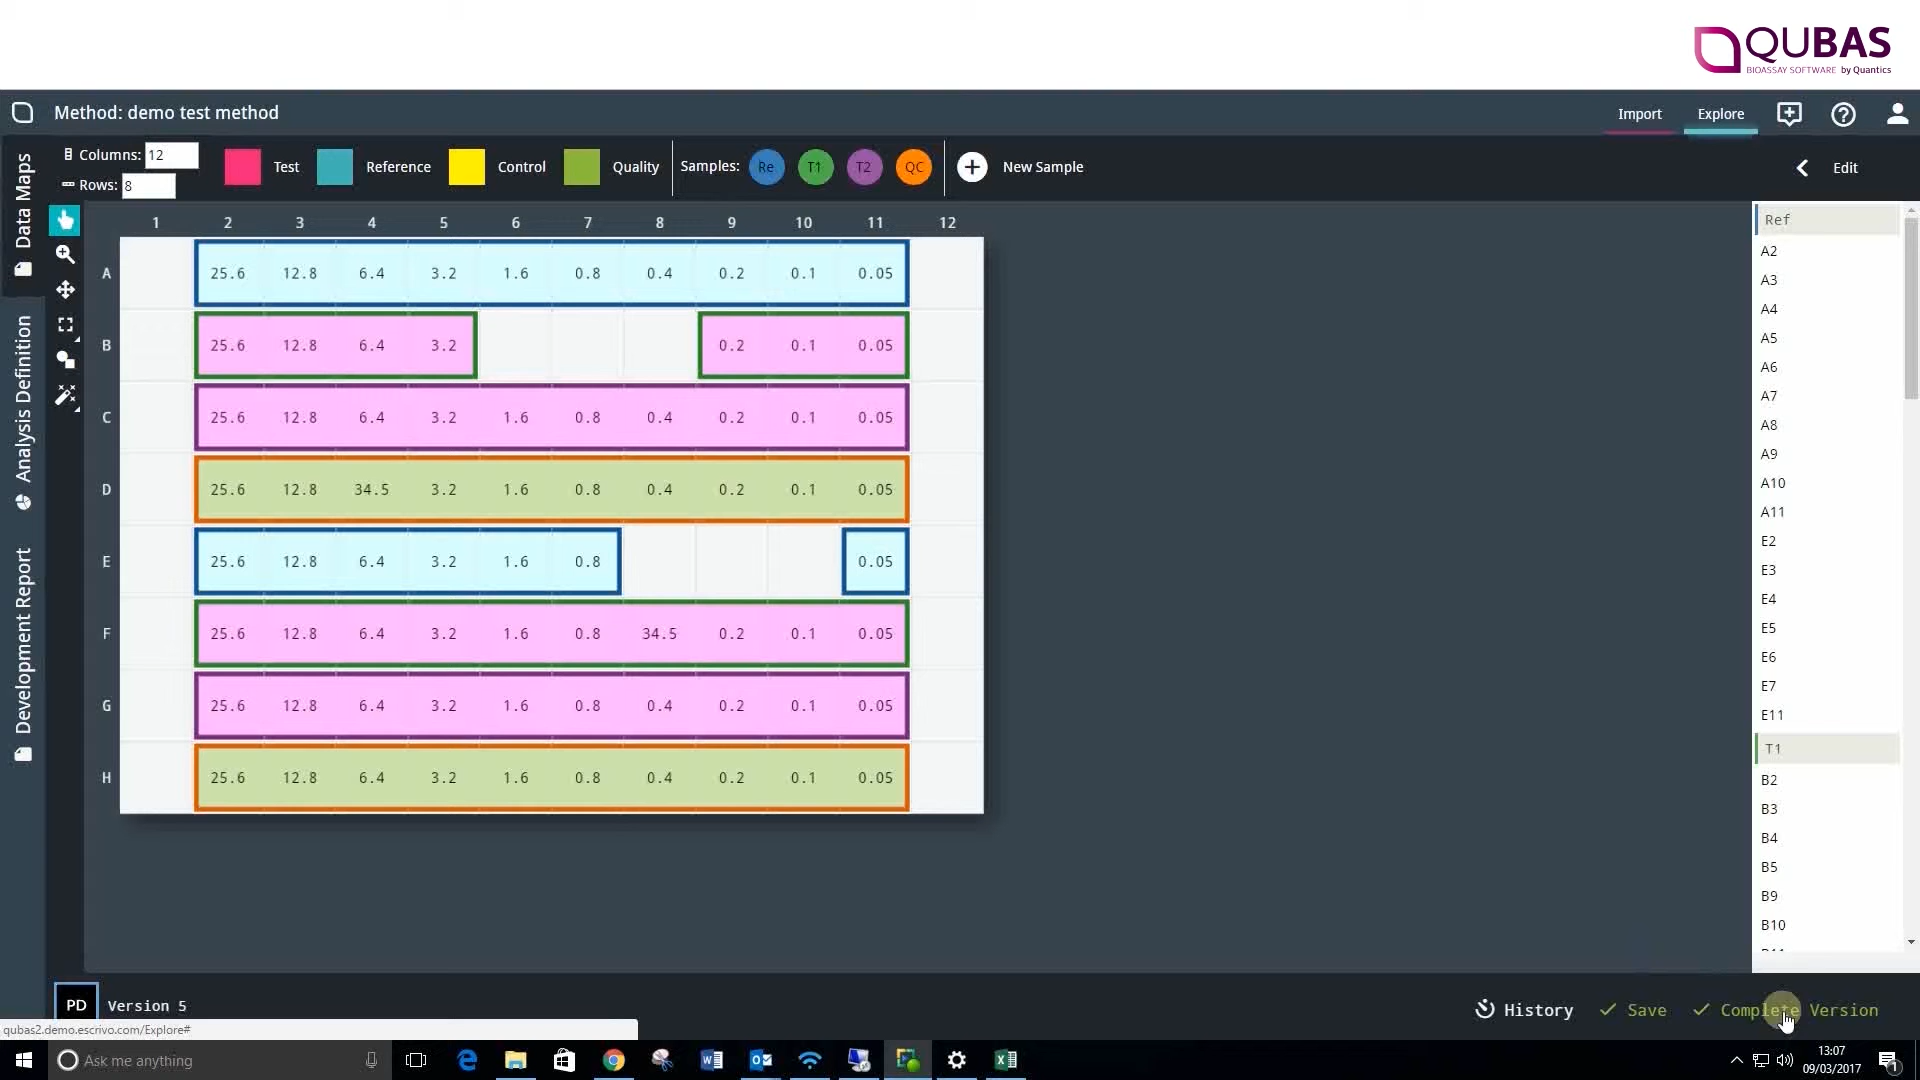 QUBAS
BIOASSAY SOFTWARE by Quantics
Method: demo test method
Import
Explore
Columns: 12
Rows: 8
Test
Reference
Control
Quality
Samples:
Re
T1
T2
QC
New Sample
Edit
Data Maps
Analysis Definition
Development Report
1 2 3 4 5 6 7 8 9 10 11 12
A 25.6 12.8 6.4 3.2 1.6 0.8 0.4 0.2 0.1 0.05
B 25.6 12.8 6.4 3.2 0.2 0.1 0.05
C 25.6 12.8 6.4 3.2 1.6 0.8 0.4 0.2 0.1 0.05
D 25.6 12.8 34.5 3.2 1.6 0.8 0.4 0.2 0.1 0.05
E 25.6 12.8 6.4 3.2 1.6 0.8 0.05
F 25.6 12.8 6.4 3.2 1.6 0.8 34.5 0.2 0.1 0.05
G 25.6 12.8 6.4 3.2 1.6 0.8 0.4 0.2 0.1 0.05
H 25.6 12.8 6.4 3.2 1.6 0.8 0.4 0.2 0.1 0.05
Ref
A2
A3
A4
A5
A6
A7
A8
A9
A10
A11
E2
E3
E4
E5
E6
E7
E11
T1
B2
B3
B4
B5
B9
B10
PD
Version 5
History
Save
Complete Version
qubas2.demo.escrivo.com/Explore#
Ask me anything
13:07
09/03/2017
1